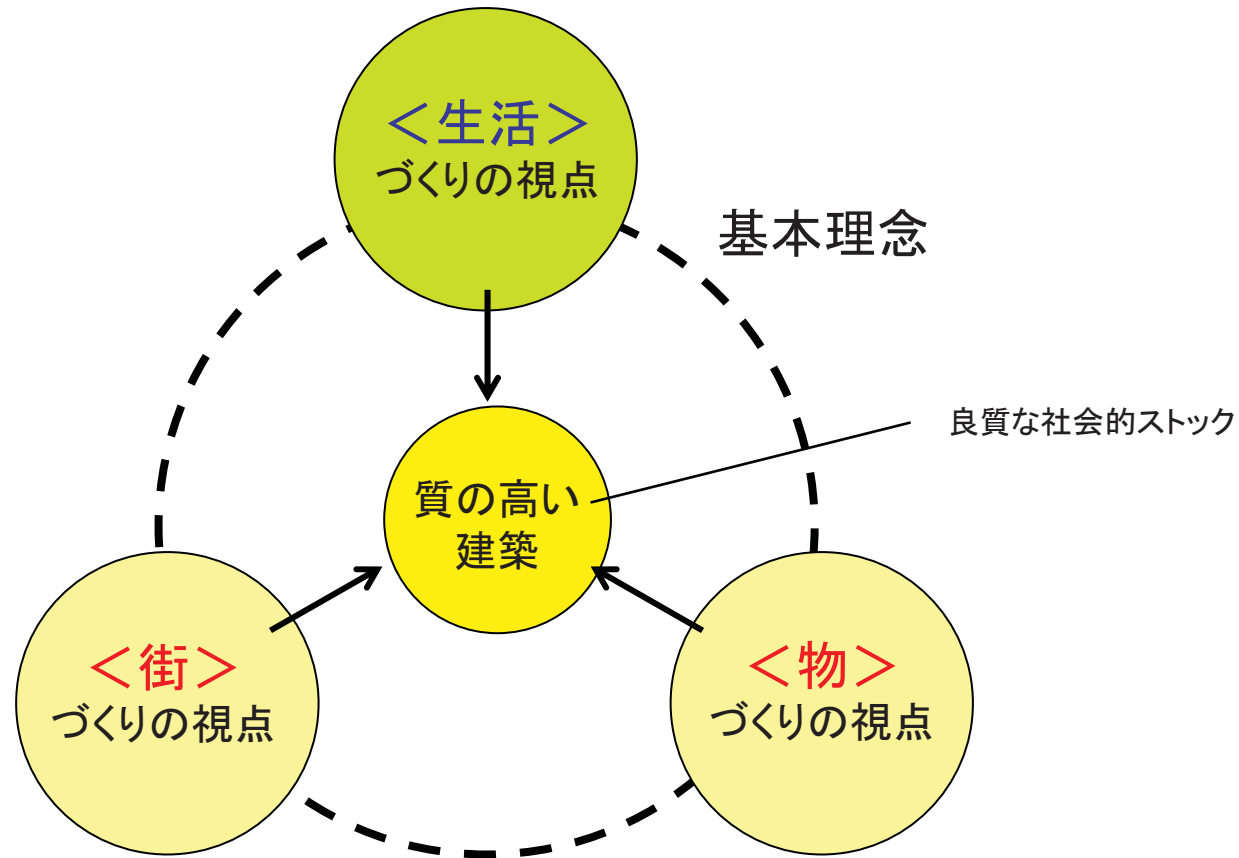 ＜生活＞
づくりの視点
基本理念
良質な社会的ストック
質の高い
建築
＜街＞
づくりの視点
＜物＞
づくりの視点